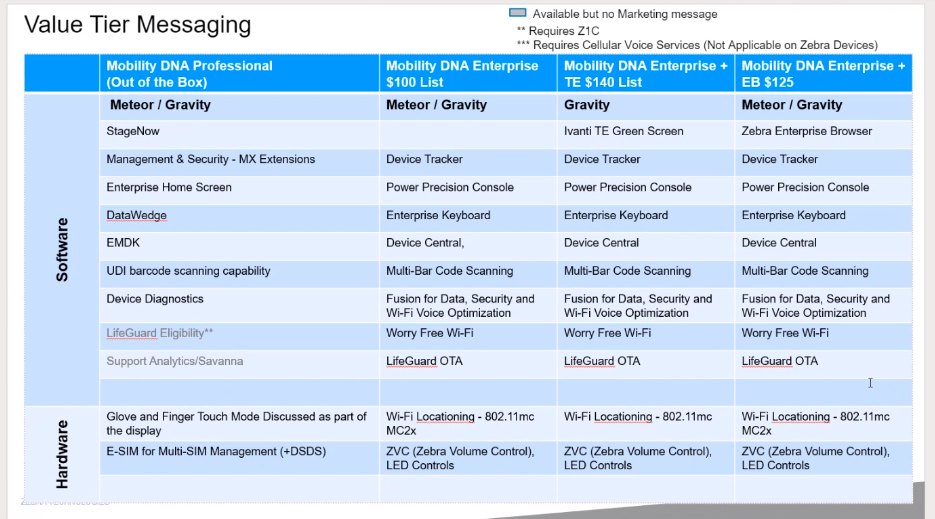 Value Tier Messaging
Available but no Marketing message
** Requires Z1C
*** Requires Cellular Voice Services (Not Applicable on Zebra Devices)
Mobility DNA Professional
(Out of the Box)
Mobility DNA Enterprise
$100 List
Mobility DNA Enterprise +
TE $140 List
Mobility DNA Enterprise +
EB $125
Software
Meteor / Gravity
Meteor / Gravity
Gravity
Meteor / Gravity
StageNow
Ivanti TE Green Screen
Zebra Enterprise Browser
Management & Security - MX Extensions
Device Tracker
Device Tracker
Device Tracker
Enterprise Home Screen
Power Precision Console
Power Precision Console
Power Precision Console
DataWedge
Enterprise Keyboard
Enterprise Keyboard
Enterprise Keyboard
EMDK
Device Central,
Device Central
Device Central
UDI barcode scanning capability
Multi-Bar Code Scanning
Multi-Bar Code Scanning
Multi-Bar Code Scanning
Device Diagnostics
Fusion for Data, Security and
Wi-Fi Voice Optimization
Fusion for Data, Security and
Wi-Fi Voice Optimization
Fusion for Data, Security and
Wi-Fi Voice Optimization
LifeGuard Eligibility**
Worry Free Wi-Fi
Worry Free Wi-Fi
Worry Free Wi-Fi
Support Analytics/Savanna
LifeGuard OTA
LifeGuard OTA
LifeGuard OTA
Hardware
Glove and Finger Touch Mode Discussed as part of
the display
Wi-Fi Locationing - 802.11mc
MC2x
Wi-Fi Locationing - 802.11mc
Wi-Fi Locationing - 802.11mc
MC2x
E-SIM for Multi-SIM Management (+DSDS)
ZVC (Zebra Volume Control),
LED Controls
ZVC (Zebra Volume Control),
LED Controls
ZVC (Zebra Volume Control),
LED Controls